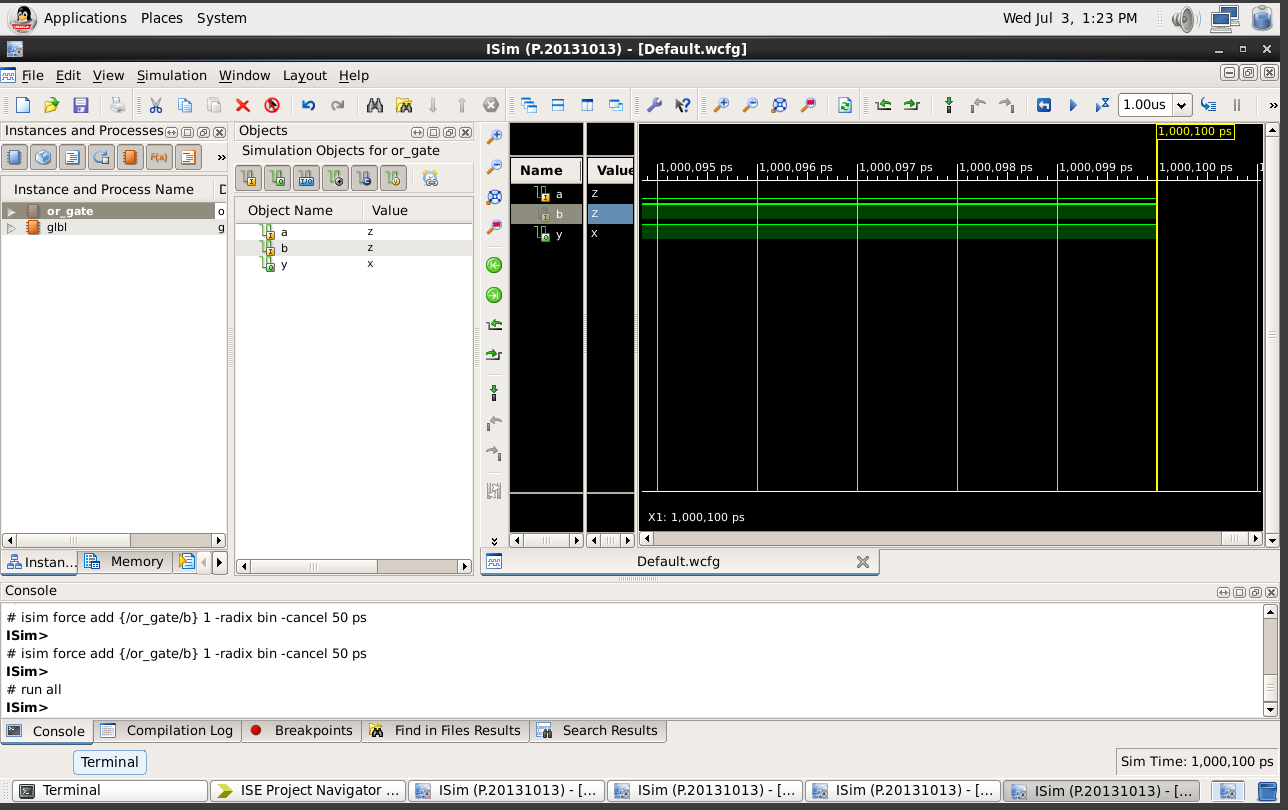 Applications Places System Wed Jul 3, 1:23 PM
ISim (P.20131013) - [Default.wcfg]
File Edit View Simulation Window Layout Help
1.00us »
Instances and Processes
»
Instance and Process Name D
or_gate o
glbl g
Instan... Memory
Objects
Simulation Objects for or_gate
Object Name Value
a z
b z
y x
Name Value
a z
b z
y x
1,000,100 ps
1,000,095 ps 1,000,096 ps 1,000,097 ps 1,000,098 ps 1,000,099 ps 1,000,100 ps
X1: 1,000,100 ps
Default.wcfg
Console
# isim force add {/or_gate/b} 1 -radix bin -cancel 50 ps
ISim>
# isim force add {/or_gate/b} 1 -radix bin -cancel 50 ps
ISim>
# run all
ISim>
Console Compilation Log Breakpoints Find in Files Results Search Results
Terminal
Sim Time: 1,000,100 ps
Terminal ISE Project Navigator ... ISim (P.20131013) - [... ISim (P.20131013) - [... ISim (P.20131013) - [... ISim (P.20131013) - [...